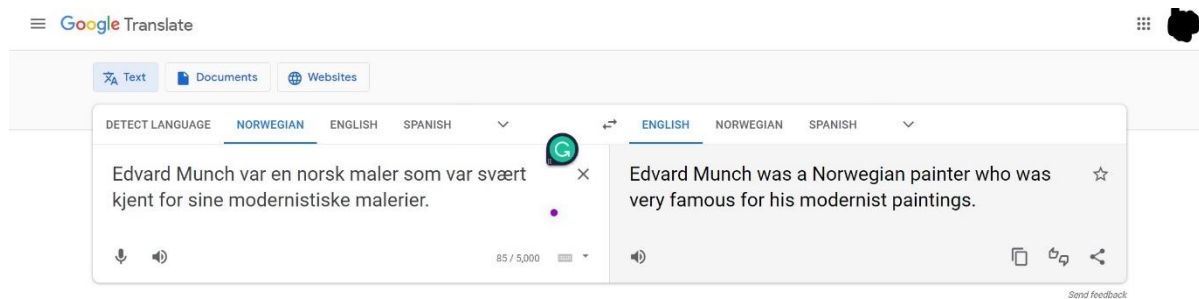 Google Translate
Text Documents Websites
DETECT LANGUAGE NORWEGIAN ENGLISH SPANISH ENGLISH NORWEGIAN SPANISH
Edvard Munch var en norsk maler som var svært
kjent for sine modernistiske malerier.
Edvard Munch was a Norwegian painter who was
very famous for his modernist paintings.
85 / 5,000
Send feedback